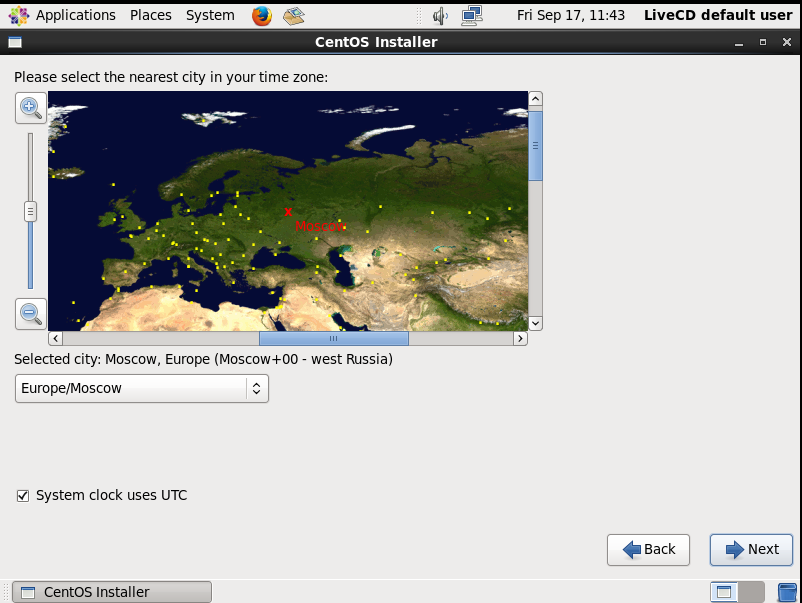 Applications Places System Fri Sep 17, 11:43 LiveCD default user
CentOS Installer
Please select the nearest city in your time zone:
Moscow
Selected city: Moscow, Europe (Moscow+00 - west Russia)
Europe/Moscow
System clock uses UTC
Back Next
CentOS Installer